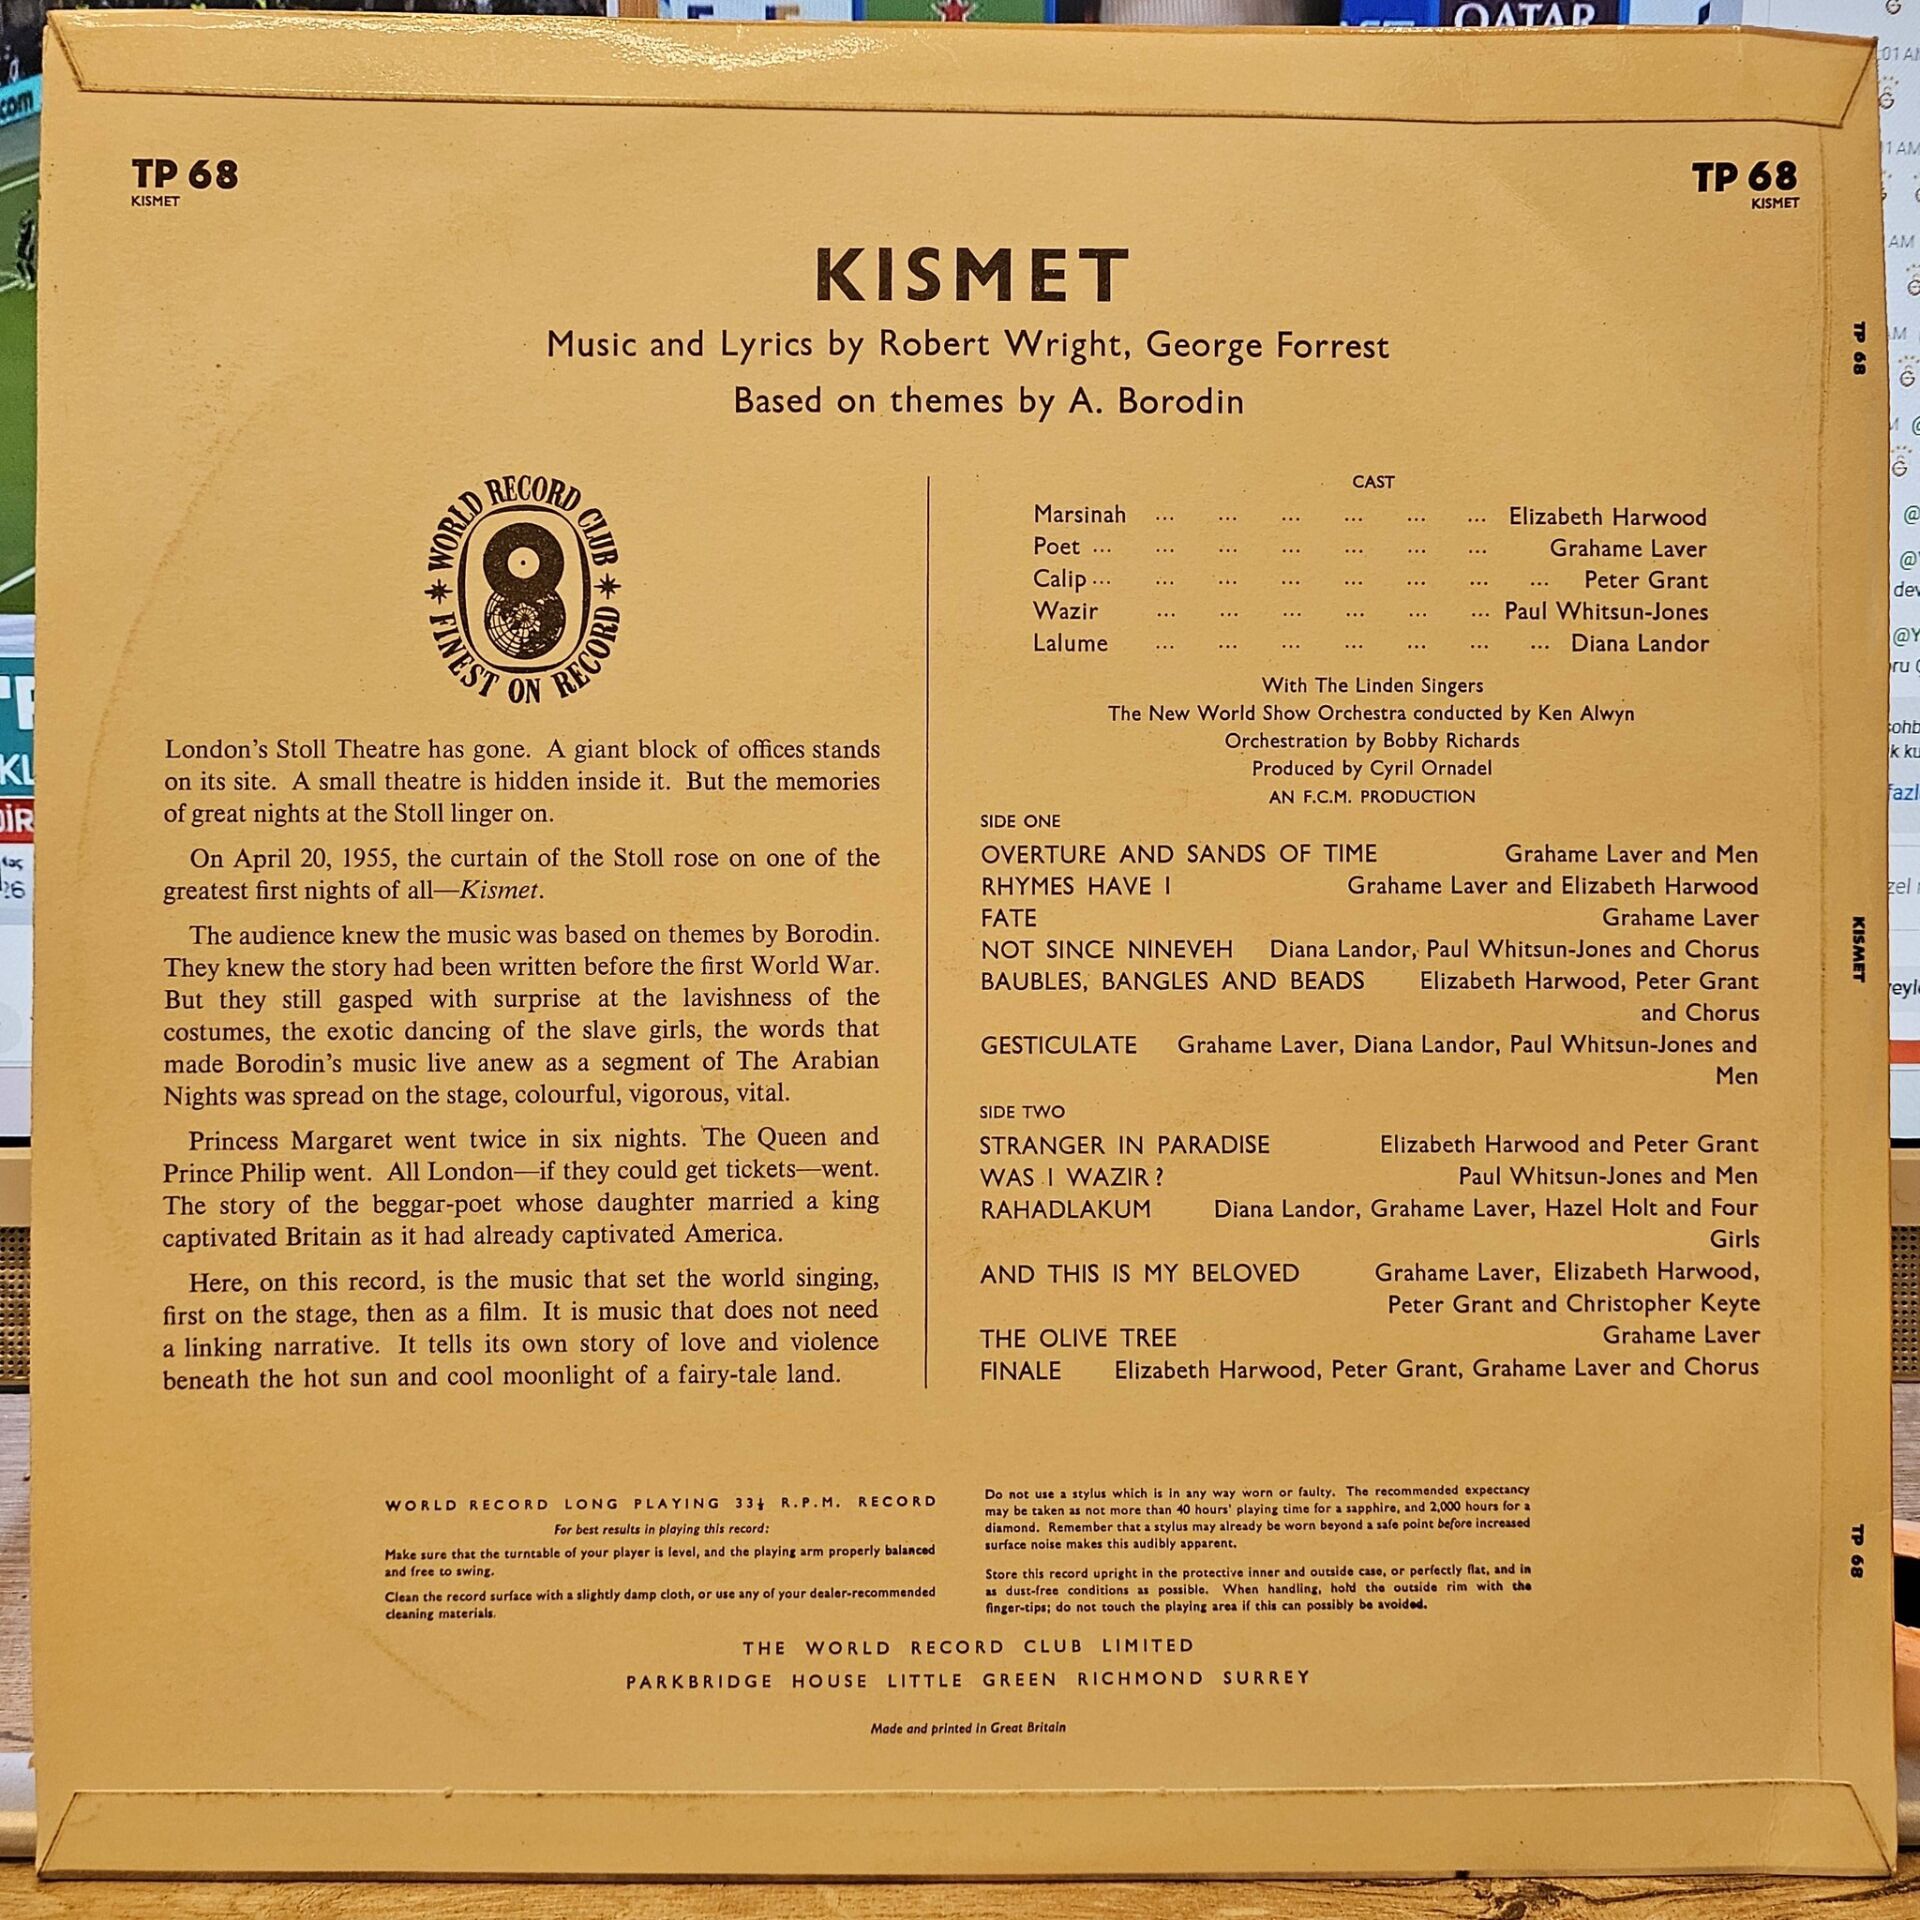 QATAR
TP 68
KISMET
TP 68
KISMET
KISMET
Music and Lyrics by Robert Wright, George Forrest
Based on themes by A. Borodin
WORLD RECORD CLUB
FINEST ON RECORD
London's Stoll Theatre has gone. A giant block of offices stands
on its site. A small theatre is hidden inside it. But the memories
of great nights at the Stoll linger on.
On April 20, 1955, the curtain of the Stoll rose on one of the
greatest first nights of all—Kismet.
The audience knew the music was based on themes by Borodin.
They knew the story had been written before the first World War.
But they still gasped with surprise at the lavishness of the
costumes, the exotic dancing of the slave girls, the words that
made Borodin's music live anew as a segment of The Arabian
Nights was spread on the stage, colourful, vigorous, vital.
Princess Margaret went twice in six nights. The Queen and
Prince Philip went. All London—if they could get tickets—went.
The story of the beggar-poet whose daughter married a king
captivated Britain as it had already captivated America.
Here, on this record, is the music that set the world singing,
first on the stage, then as a film. It is music that does not need
a linking narrative. It tells its own story of love and violence
beneath the hot sun and cool moonlight of a fairy-tale land.
CAST
Marsinah ... ... ... ... ... ... Elizabeth Harwood
Poet ... ... ... ... ... ... ... Grahame Laver
Calip ... ... ... ... ... ... ... ... Peter Grant
Wazir ... ... ... ... ... ... Paul Whitsun-Jones
Lalume ... ... ... ... ... ... ... Diana Landor
With The Linden Singers
The New World Show Orchestra conducted by Ken Alwyn
Orchestration by Bobby Richards
Produced by Cyril Ornadel
AN F.C.M. PRODUCTION
SIDE ONE
OVERTURE AND SANDS OF TIME Grahame Laver and Men
RHYMES HAVE I Grahame Laver and Elizabeth Harwood
FATE Grahame Laver
NOT SINCE NINEVEH Diana Landor, Paul Whitsun-Jones and Chorus
BAUBLES, BANGLES AND BEADS Elizabeth Harwood, Peter Grant
and Chorus
GESTICULATE Grahame Laver, Diana Landor, Paul Whitsun-Jones and
Men
SIDE TWO
STRANGER IN PARADISE Elizabeth Harwood and Peter Grant
WAS I WAZIR? Paul Whitsun-Jones and Men
RAHADLAKUM Diana Landor, Grahame Laver, Hazel Holt and Four
Girls
AND THIS IS MY BELOVED Grahame Laver, Elizabeth Harwood,
Peter Grant and Christopher Keyte
THE OLIVE TREE Grahame Laver
FINALE Elizabeth Harwood, Peter Grant, Grahame Laver and Chorus
WORLD RECORD LONG PLAYING 33⅓ R.P.M. RECORD
For best results in playing this record:
Make sure that the turntable of your player is level, and the playing arm properly balanced
and free to swing.
Clean the record surface with a slightly damp cloth, or use any of your dealer-recommended
cleaning materials.
Do not use a stylus which is in any way worn or faulty. The recommended expectancy
may be taken as not more than 40 hours' playing time for a sapphire, and 2,000 hours for a
diamond. Remember that a stylus may already be worn beyond a safe point before increased
surface noise makes this audibly apparent.
Store this record upright in the protective inner and outside case, or perfectly flat, and in
as dust-free conditions as possible. When handling, hold the outside rim with the
finger-tips; do not touch the playing area if this can possibly be avoided.
THE WORLD RECORD CLUB LIMITED
PARKBRIDGE HOUSE LITTLE GREEN RICHMOND SURREY
Made and printed in Great Britain
TP 68
KISMET
TP 68